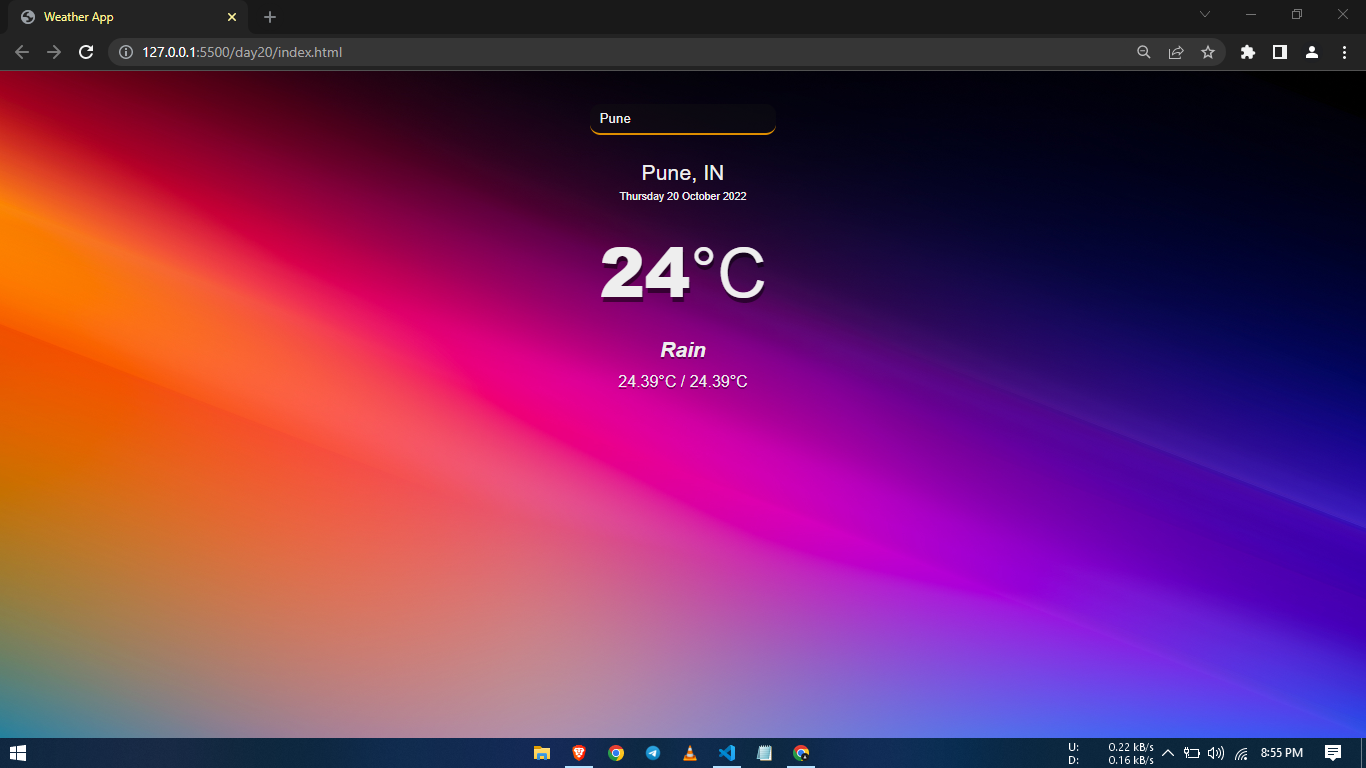 Weather App
127.0.0.1:5500/day20/index.html
Pune
Pune, IN
Thursday 20 October 2022
24°C
Rain
24.39°C / 24.39°C
U: 0.22 kB/s
D: 0.16 kB/s
8:55 PM